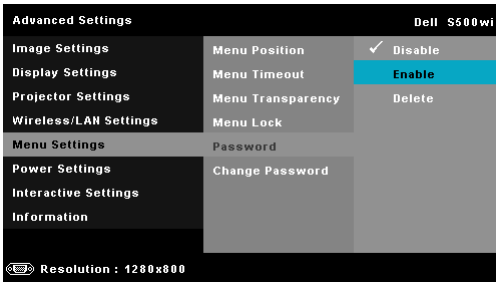 Advanced Settings Dell S500wi
Image Settings
Display Settings
Projector Settings
Wireless/LAN Settings
Menu Settings
Power Settings
Interactive Settings
Information
Menu Position
Menu Timeout
Menu Transparency
Menu Lock
Password
Change Password
Disable
Enable
Delete
Resolution : 1280x800